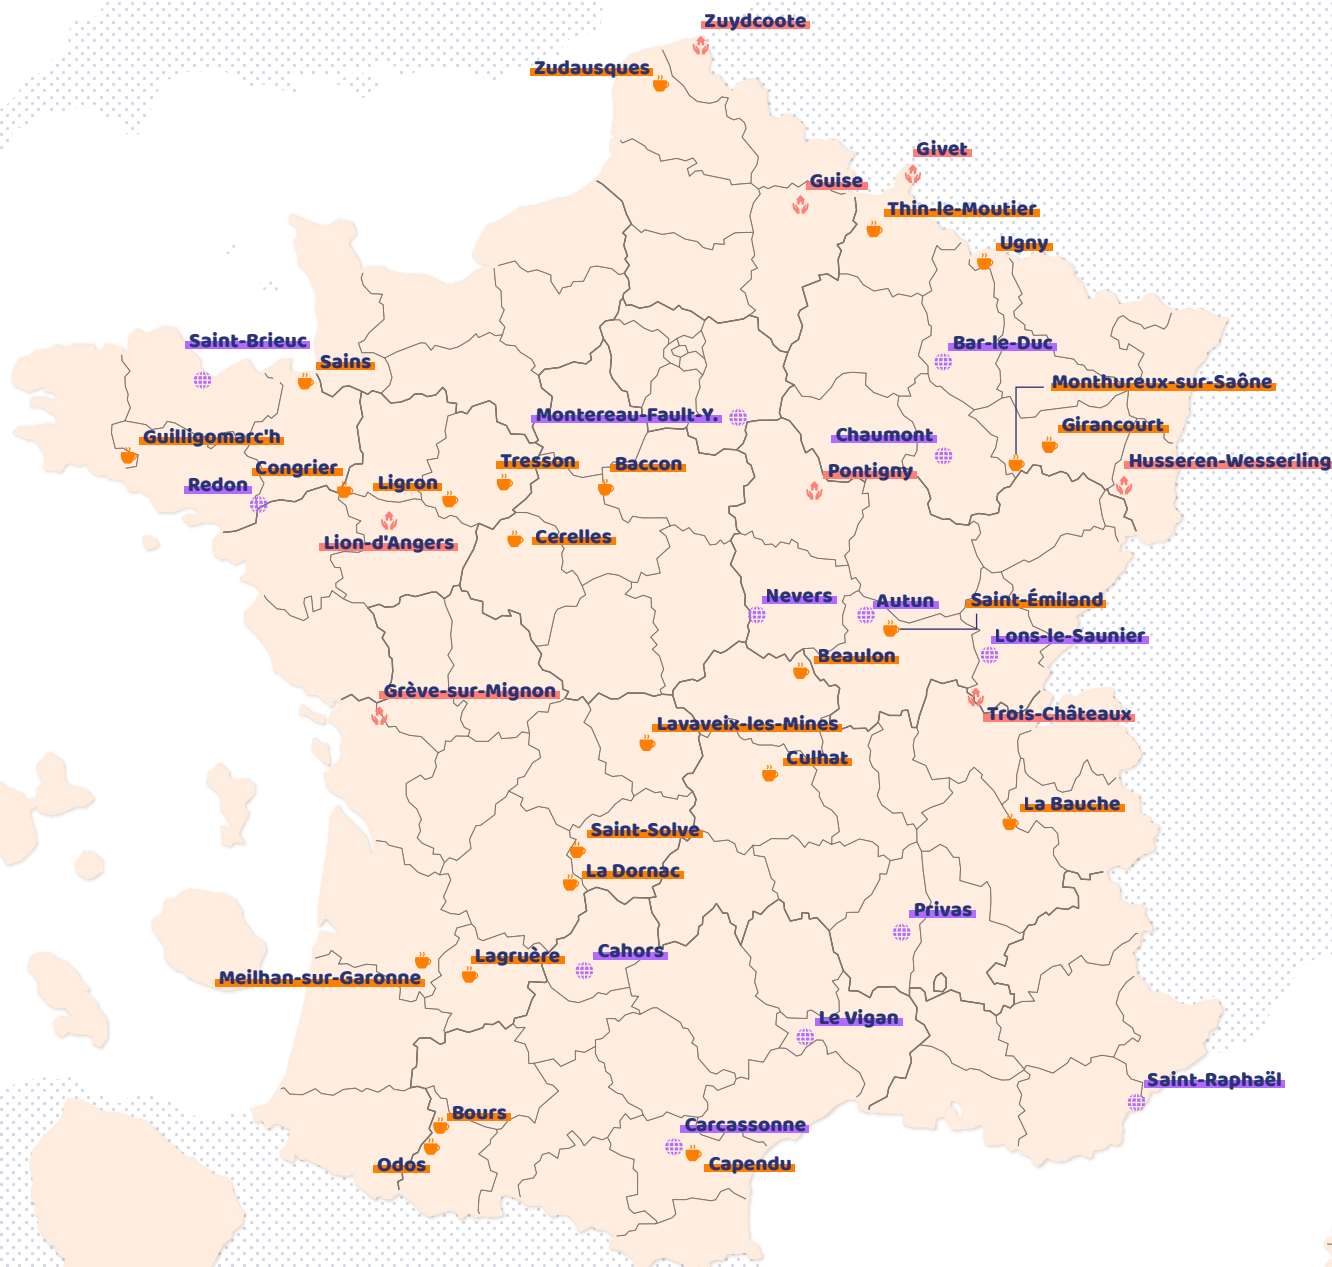 Zuydcoote
Zudausques
Givet
Guise
Thin-le-Moutier
Ugny
Saint-Brieuc
Bar-le-Duc
Sains
Monthureux-sur-Saône
Montereau-Fault-Y.
Girancourt
Chaumont
Guilligomarc'h
Tresson
Baccon
Husseren-Wesserling
Congrier
Pontigny
Ligron
Redon
Cerelles
Lion-d'Angers
Nevers
Autun
Saint-Émiland
Lons-le-Saunier
Beaulon
Grève-sur-Mignon
Trois-Châteaux
Lavaveix-les-Mines
Culhat
La Bauche
Saint-Solve
La Dornac
Privas
Cahors
Lagruère
Meilhan-sur-Garonne
Le Vigan
Saint-Raphaël
Bours
Carcassonne
Odos
Capendu